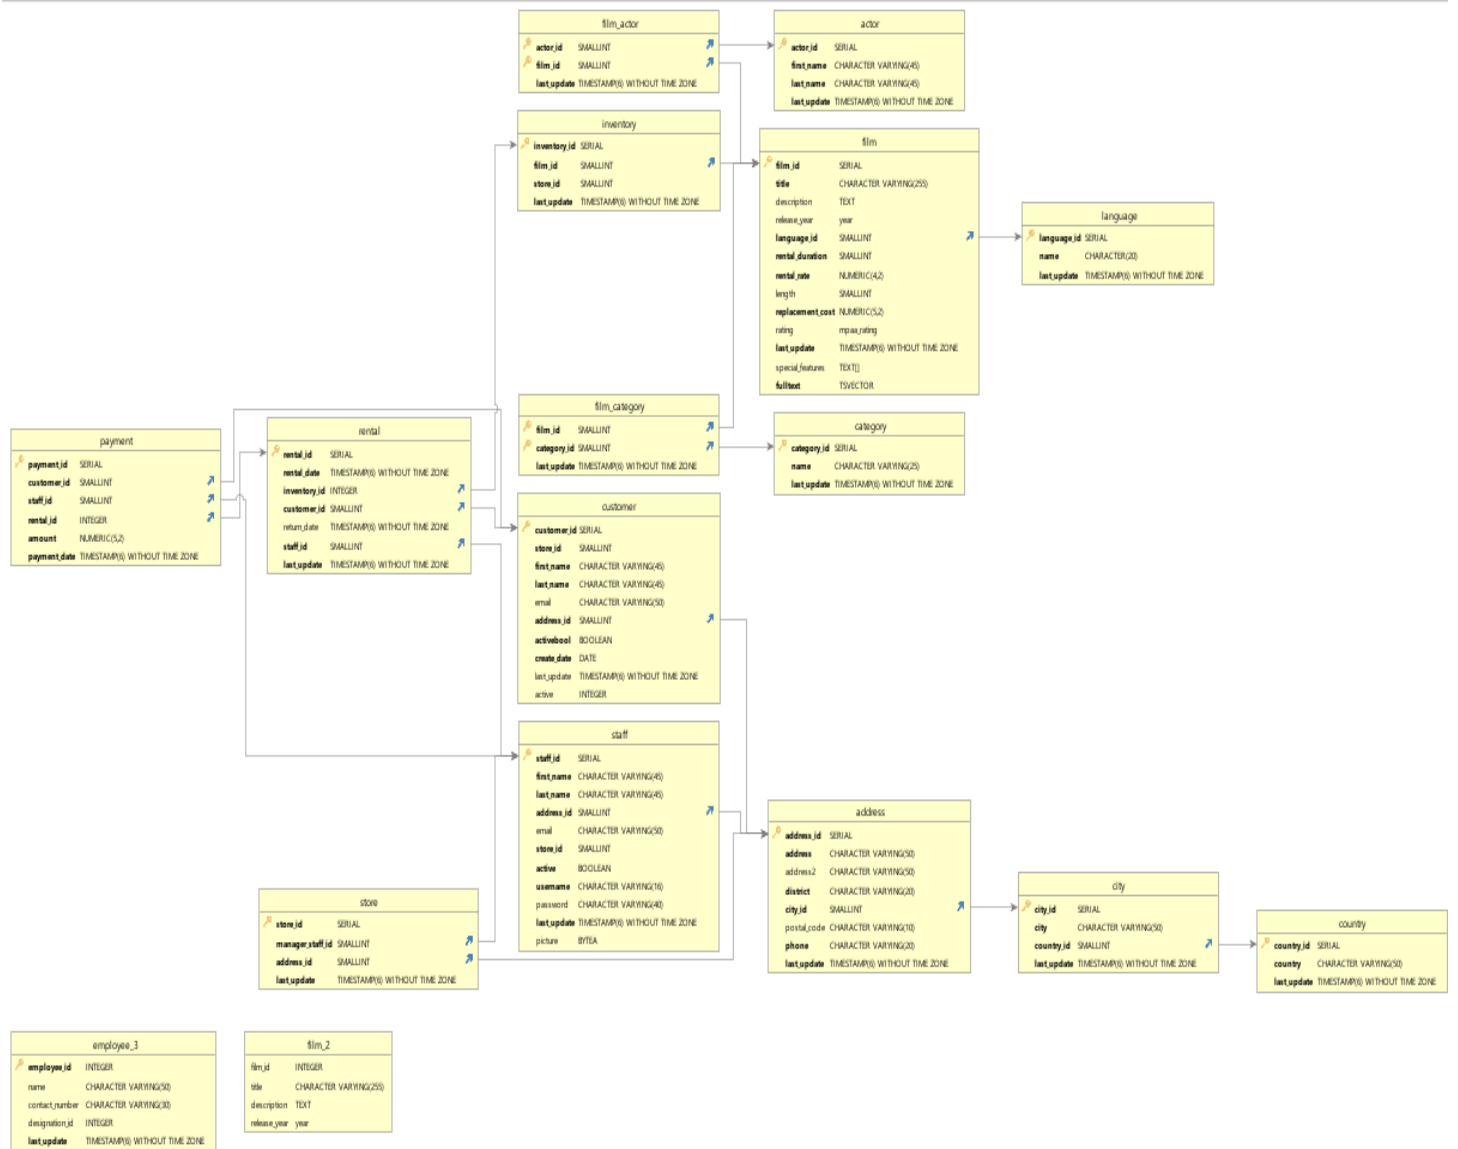 film_actor
actor_id SMALLINT
film_id SMALLINT
last_update TIMESTAMP(6) WITHOUT TIME ZONE
actor
actor_id SERIAL
first_name CHARACTER VARYING(45)
last_name CHARACTER VARYING(45)
last_update TIMESTAMP(6) WITHOUT TIME ZONE
inventory
inventory_id SERIAL
film_id SMALLINT
store_id SMALLINT
last_update TIMESTAMP(6) WITHOUT TIME ZONE
film
film_id SERIAL
title CHARACTER VARYING(255)
description TEXT
release_year year
language_id SMALLINT
rental_duration SMALLINT
rental_rate NUMERIC(4,2)
length SMALLINT
replacement_cost NUMERIC(5,2)
rating mpaa_rating
last_update TIMESTAMP(6) WITHOUT TIME ZONE
special_features TEXT[]
fulltext TSVECTOR
language
language_id SERIAL
name CHARACTER(20)
last_update TIMESTAMP(6) WITHOUT TIME ZONE
film_category
film_id SMALLINT
category_id SMALLINT
last_update TIMESTAMP(6) WITHOUT TIME ZONE
category
category_id SERIAL
name CHARACTER VARYING(25)
last_update TIMESTAMP(6) WITHOUT TIME ZONE
payment
payment_id SERIAL
customer_id SMALLINT
staff_id SMALLINT
rental_id INTEGER
amount NUMERIC(5,2)
payment_date TIMESTAMP(6) WITHOUT TIME ZONE
rental
rental_id SERIAL
rental_date TIMESTAMP(6) WITHOUT TIME ZONE
inventory_id INTEGER
customer_id SMALLINT
return_date TIMESTAMP(6) WITHOUT TIME ZONE
staff_id SMALLINT
last_update TIMESTAMP(6) WITHOUT TIME ZONE
customer
customer_id SERIAL
store_id SMALLINT
first_name CHARACTER VARYING(45)
last_name CHARACTER VARYING(45)
email CHARACTER VARYING(50)
address_id SMALLINT
activebool BOOLEAN
create_date DATE
last_update TIMESTAMP(6) WITHOUT TIME ZONE
active INTEGER
staff
staff_id SERIAL
first_name CHARACTER VARYING(45)
last_name CHARACTER VARYING(45)
address_id SMALLINT
email CHARACTER VARYING(50)
store_id SMALLINT
active BOOLEAN
username CHARACTER VARYING(16)
password CHARACTER VARYING(40)
last_update TIMESTAMP(6) WITHOUT TIME ZONE
picture BYTEA
address
address_id SERIAL
address CHARACTER VARYING(50)
address2 CHARACTER VARYING(50)
district CHARACTER VARYING(20)
city_id SMALLINT
postal_code CHARACTER VARYING(10)
phone CHARACTER VARYING(20)
last_update TIMESTAMP(6) WITHOUT TIME ZONE
store
store_id SERIAL
manager_staff_id SMALLINT
address_id SMALLINT
last_update TIMESTAMP(6) WITHOUT TIME ZONE
city
city_id SERIAL
city CHARACTER VARYING(50)
country_id SMALLINT
last_update TIMESTAMP(6) WITHOUT TIME ZONE
country
country_id SERIAL
country CHARACTER VARYING(50)
last_update TIMESTAMP(6) WITHOUT TIME ZONE
employee_3
employee_id INTEGER
name CHARACTER VARYING(50)
contact_number CHARACTER VARYING(30)
designation_id INTEGER
last_update TIMESTAMP(6) WITHOUT TIME ZONE
film_2
film_id INTEGER
title CHARACTER VARYING(255)
description TEXT
release_year year